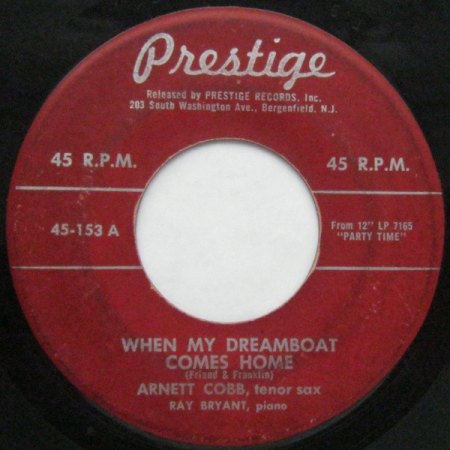 Prestige
Released by PRESTIGE RECORDS, Inc.
203 South Washington Ave., Bergenfield, N.J.
45 R.P.M.
45 R.P.M.
45-153 A
From 12" LP 7165
"PARTY TIME"
WHEN MY DREAMBOAT
COMES HOME
(Friend & Franklin)
ARNETT COBB, tenor sax
RAY BRYANT, piano